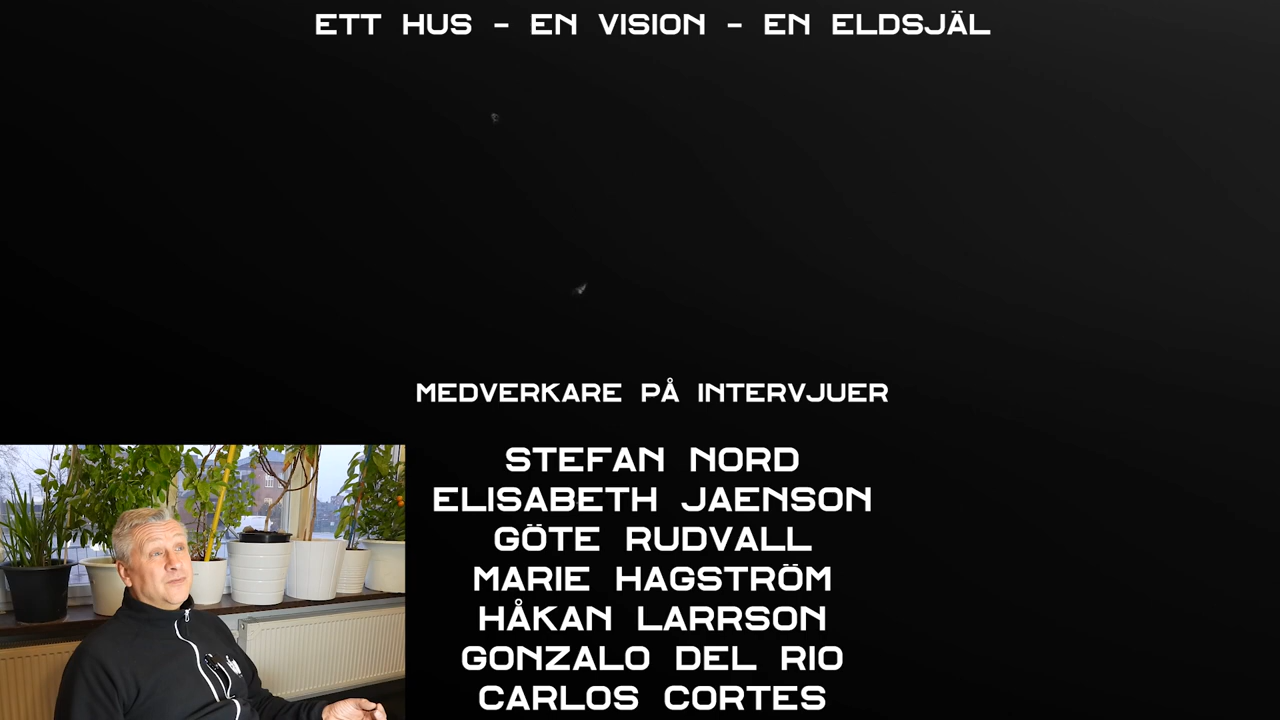 ETT HUS - EN VISION - EN ELDSJÄL
MEDVERKARE PÅ INTERVJUER
STEFAN NORD
ELISABETH JAENSON
GÖTE RUDVALL
MARIE HAGSTRÖM
HÅKAN LARRSON
GONZALO DEL RIO
CARLOS CORTES